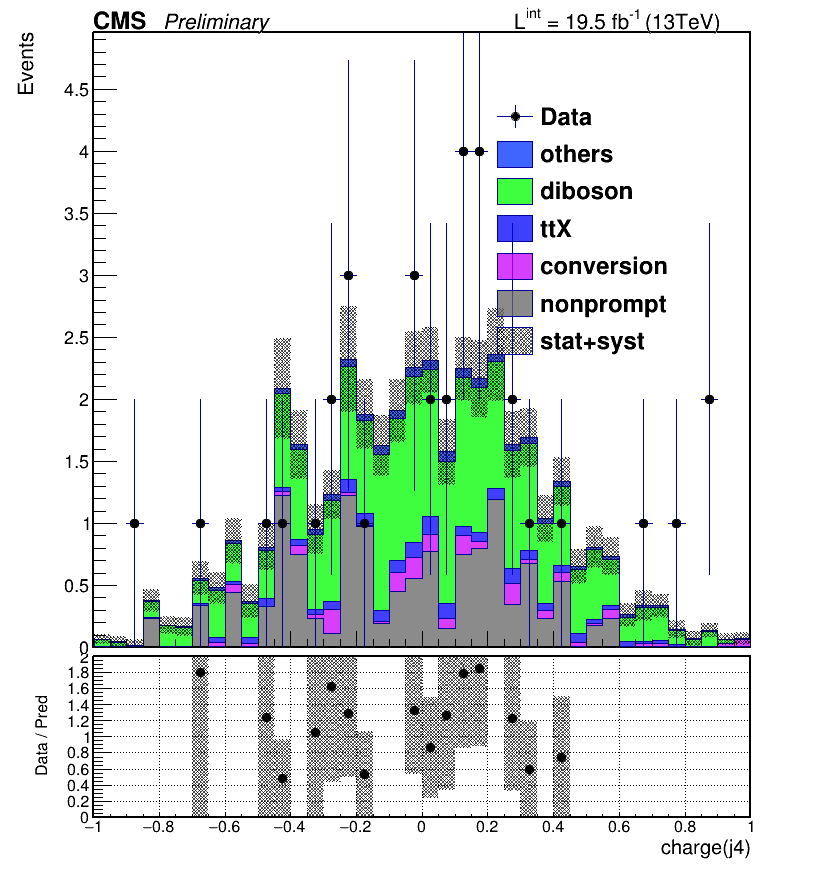 CMS Preliminary L^int = 19.5 fb^-1 (13TeV)
Events
4.5
4
3.5
3
2.5
2
1.5
1
0.5
0
Data
others
diboson
ttX
conversion
nonprompt
stat+syst
Data / Pred
2
1.8
1.6
1.4
1.2
1
0.8
0.6
0.4
0.2
0
−1 −0.8 −0.6 −0.4 −0.2 0 0.2 0.4 0.6 0.8 1
charge(j4)